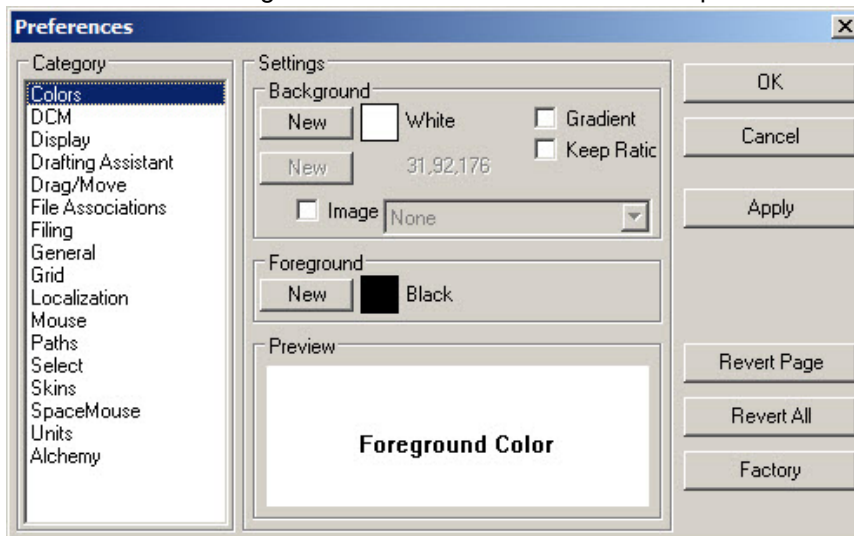 Preferences
Category
Colors
DCM
Display
Drafting Assistant
Drag/Move
File Associations
Filing
General
Grid
Localization
Mouse
Paths
Select
Skins
SpaceMouse
Units
Alchemy
Settings
Background
New White Gradient
Keep Ratio
New 31,92,176
Image None
Foreground
New Black
Preview
Foreground Color
OK
Cancel
Apply
Revert Page
Revert All
Factory